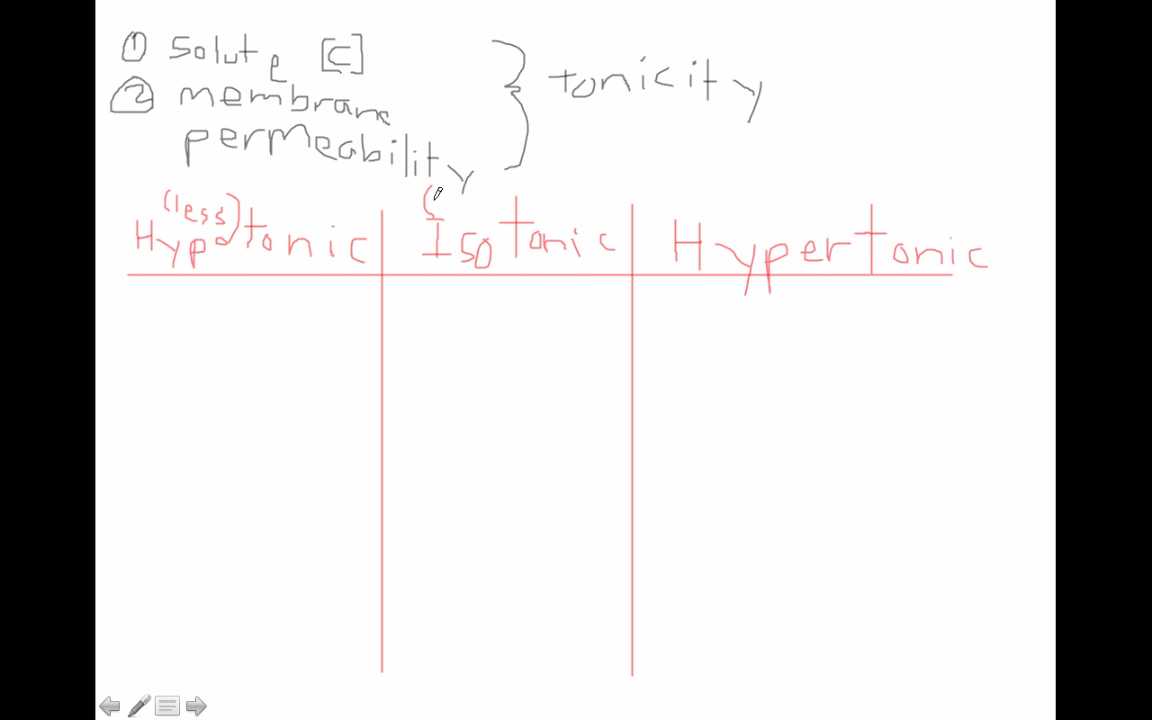 ① Solute [C]
② membrane
permeability
} tonicity
(less)
Hypotonic
(
Isotonic
Hypertonic